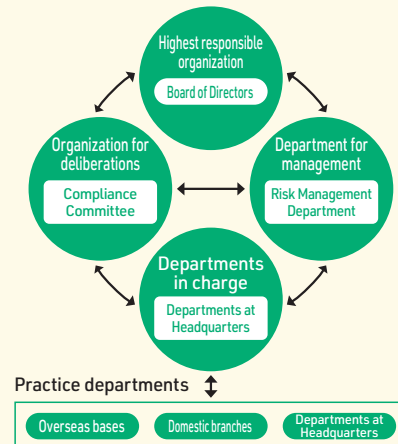 Highest responsible
organization
Board of Directors
Organization for
deliberations
Compliance
Committee
Department for
management
Risk Management
Department
Departments
in charge
Departments at
Headquarters
Practice departments
Overseas bases
Domestic branches
Departments at
Headquarters